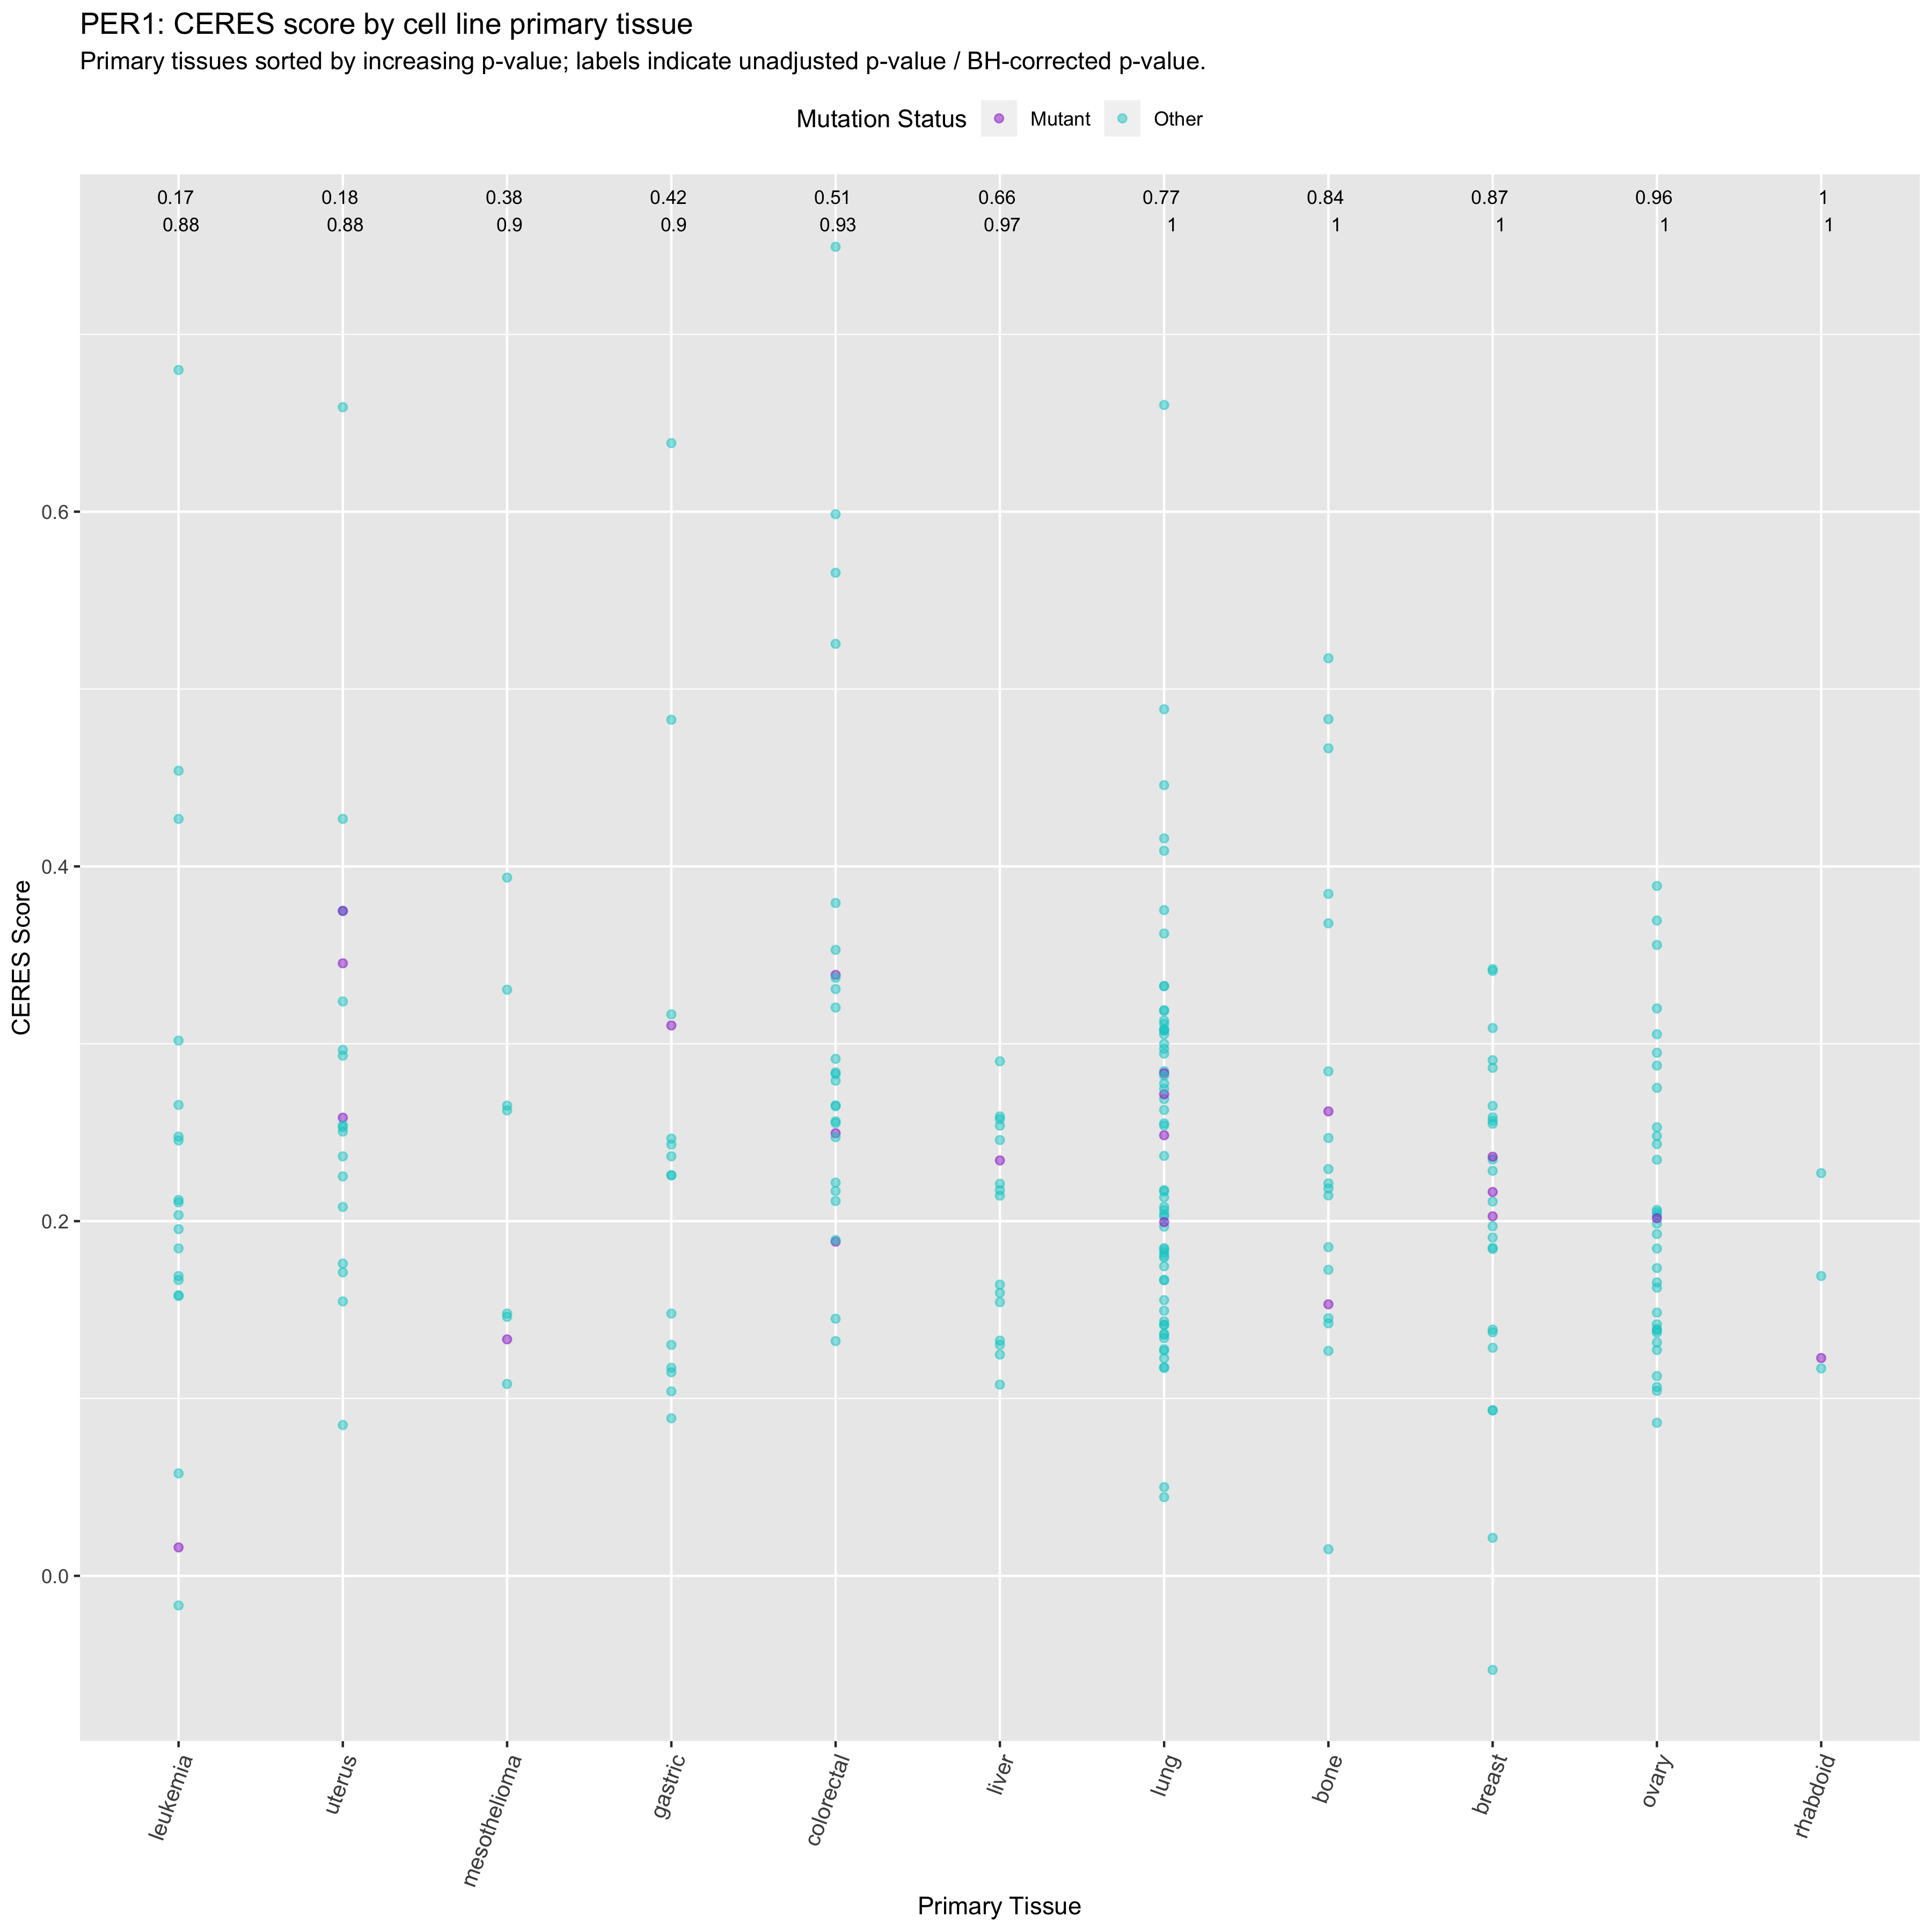 PER1: CERES score by cell line primary tissue
Primary tissues sorted by increasing p-value; labels indicate unadjusted p-value / BH-corrected p-value.
Mutation Status Mutant Other
0.17 0.18 0.38 0.42 0.51 0.66 0.77 0.84 0.87 0.96 1
0.88 0.88 0.9 0.9 0.93 0.97 1 1 1 1 1
0.6
0.4
0.2
0.0
CERES Score
leukemia uterus mesothelioma gastric colorectal liver lung bone breast ovary rhabdoid
Primary Tissue